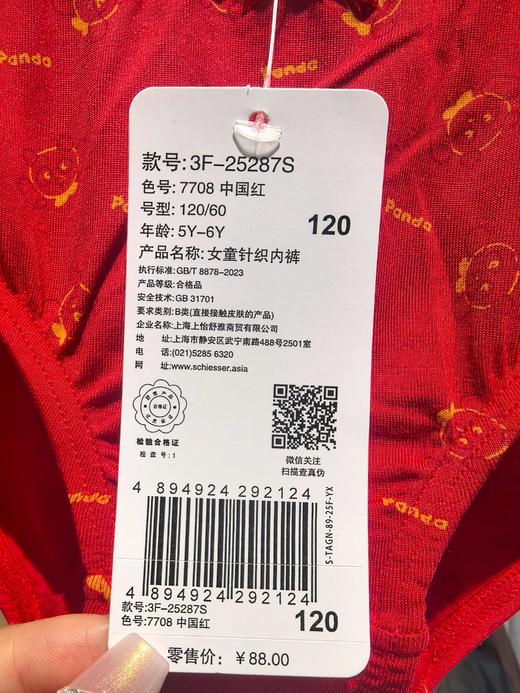 Panda
Panda
款号: 3F-25287S
色号: 7708 中国红
号型: 120/60
120
年龄: 5Y-6Y
产品名称: 女童针织内裤
执行标准: GB/T 8878-2023
产品等级: 合格品
安全技术: GB 31701
要求类别: B类(直接接触皮肤的产品)
企业名称: 上海上怡舒雅商贸有限公司
地 址: 上海市静安区武宁南路488号2501室
电 话: (021)5285 6320
网 址: www.schiesser.asia
Panda
合格证
检验合格证
检 查 号: 1
微信关注
扫描查真伪
Panda
Panda
4 894924 292124
S-TAGN-89-25F-YX
4 894924 292124
款号: 3F-25287S
色号: 7708 中国红
120
零售价: ¥88.00